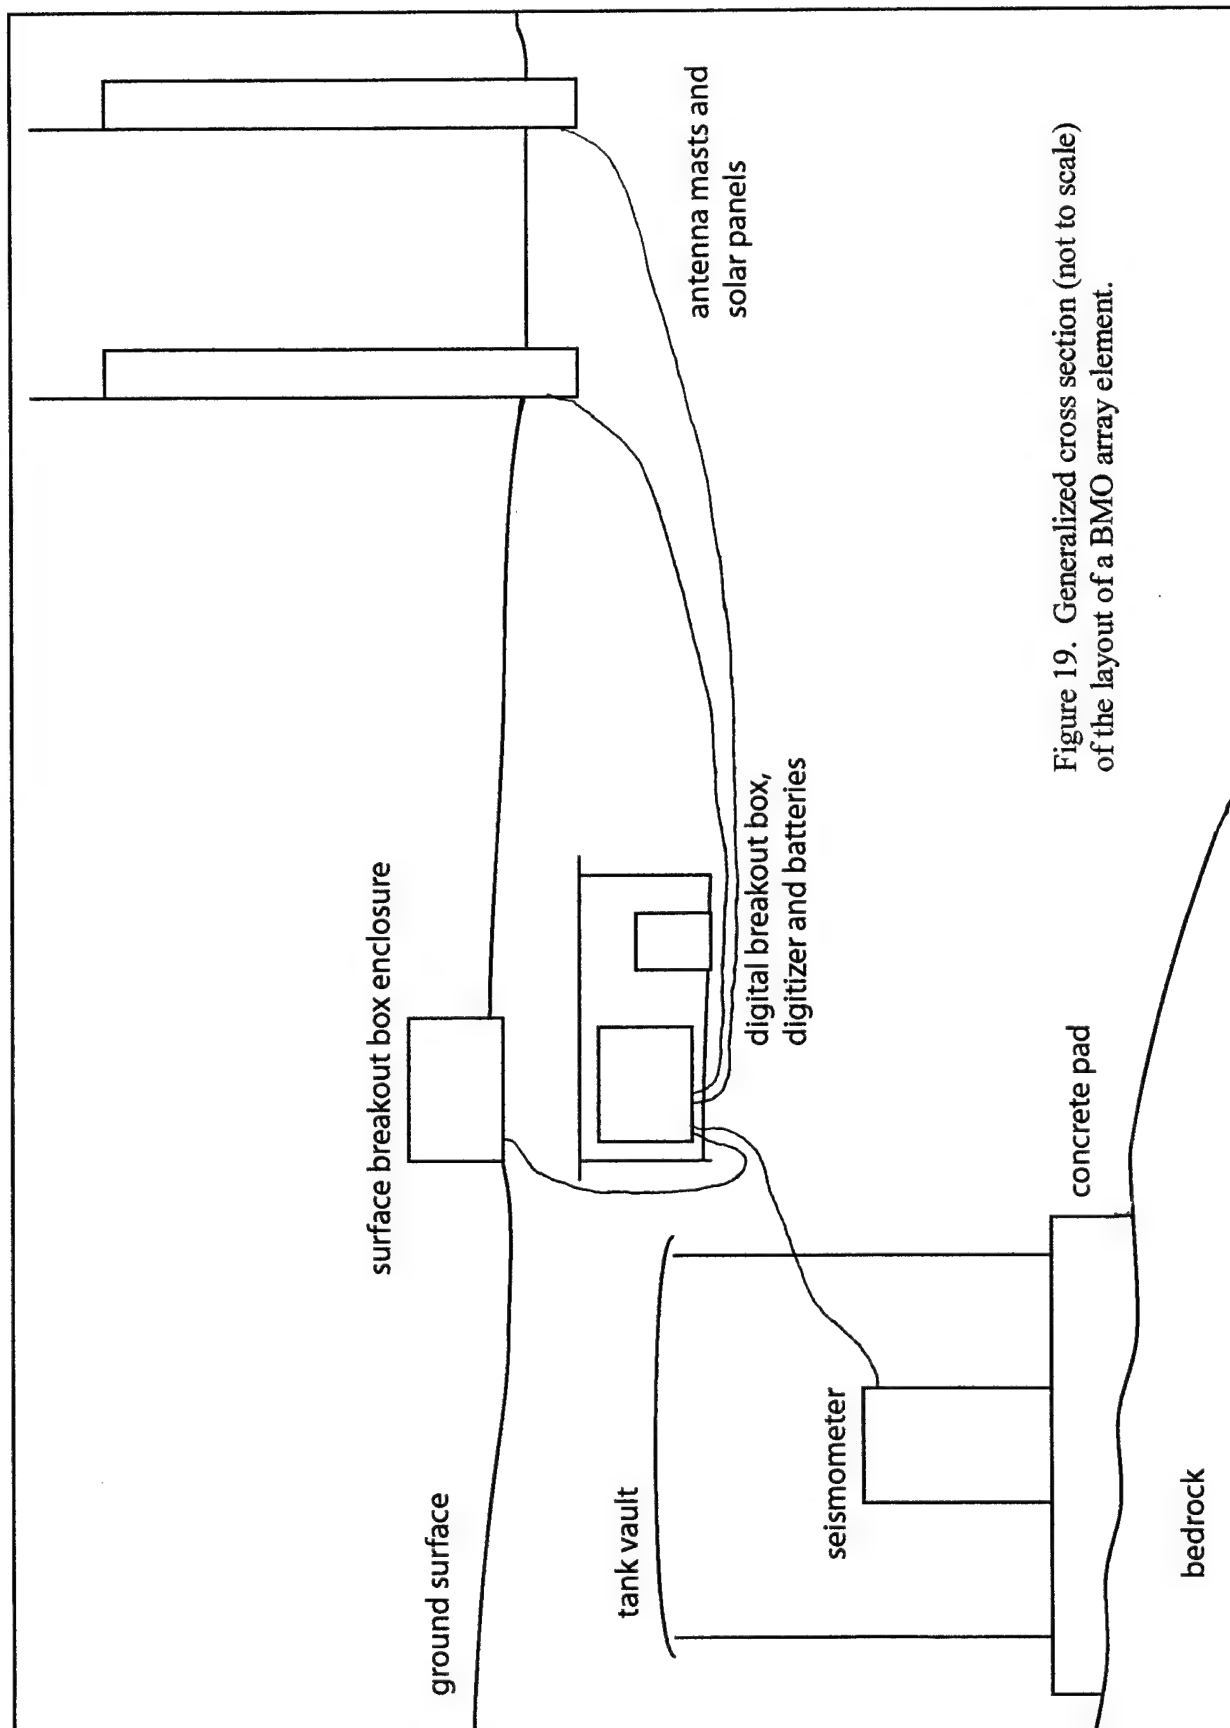 surface breakout box enclosure
ground surface
antenna masts and
solar panels
tank vault
digital breakout box,
digitizer and batteries
seismometer
concrete pad
bedrock
Figure 19. Generalized cross section (not to scale)
of the layout of a BMO array element.